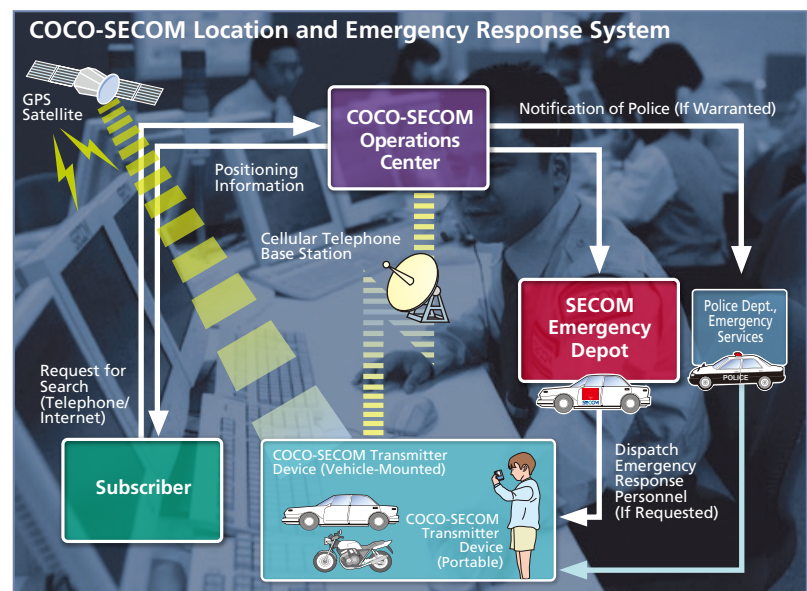 COCO-SECOM Location and Emergency Response System
GPS
Satellite
COCO-SECOM
Operations
Center
Notification of Police (If Warranted)
Positioning
Information
Cellular Telephone
Base Station
SECOM
Emergency
Depot
Police Dept.,
Emergency
Services
SECOM
POLICE
Request for
Search
(Telephone/
Internet)
Subscriber
COCO-SECOM Transmitter
Device (Vehicle-Mounted)
COCO-SECOM
Transmitter
Device
(Portable)
Dispatch
Emergency
Response
Personnel
(If Requested)